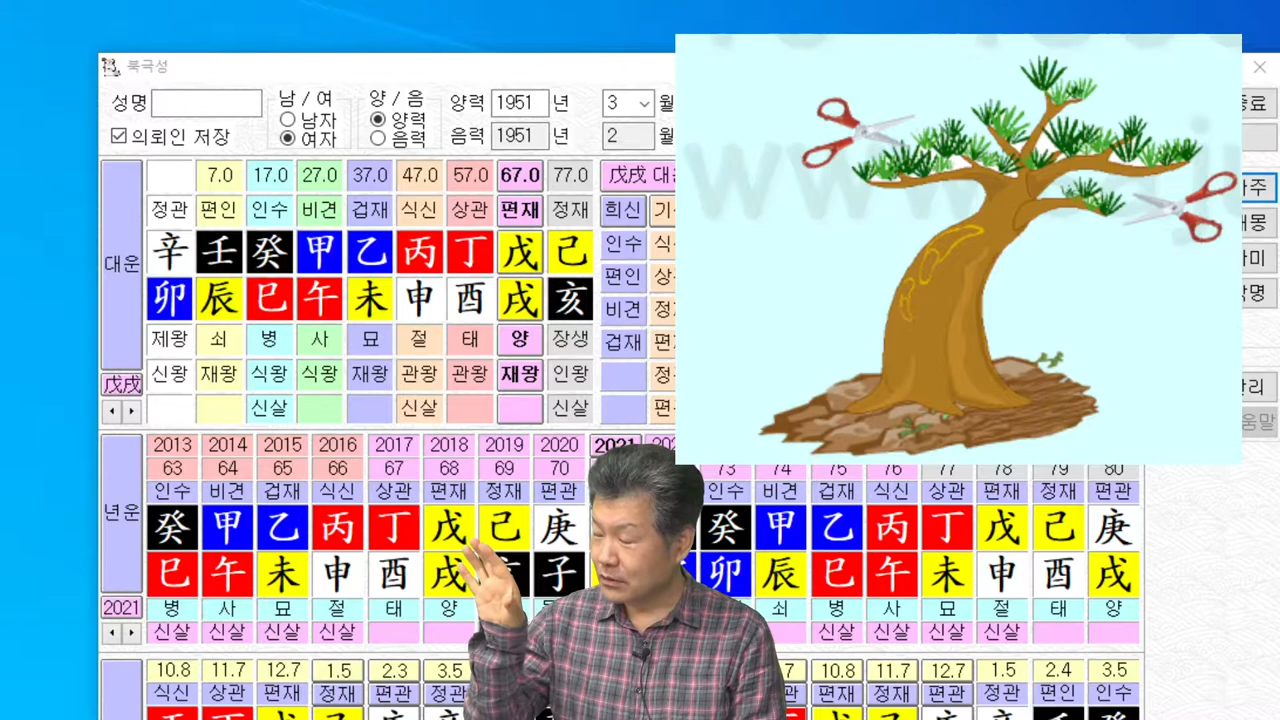 북극성
성명 남 / 여 양 / 음 양력 1951 년 3 월
남자 양력
의뢰인 저장 여자 음력 음력 1951 년 2 월
7.0 17.0 27.0 37.0 47.0 57.0 67.0 77.0 戊戌
정관 편인 인수 비견 겁재 식신 상관 편재 정재 희신
대운 辛 壬 癸 甲 乙 丙 丁 戊 己 인수
편인
卯 辰 巳 午 未 申 酉 戌 亥 비견
제왕 쇠 병 사 묘 절 태 양 장생 겁재
신왕 재왕 식왕 식왕 재왕 관왕 관왕 재왕 인왕
戊戌 신살 신살 신살
2013 2014 2015 2016 2017 2018 2019 2020 2021
63 64 65 66 67 68 69 70 73 74 75 76 77 78 79 80
인수 비견 겁재 식신 상관 편재 정재 편관 인수 비견 겁재 식신 상관 편재 정재 편관
년운 癸 甲 乙 丙 丁 戊 己 庚 癸 甲 乙 丙 丁 戊 己 庚
巳 午 未 申 酉 戌 子 卯 辰 巳 午 未 申 酉 戌
2021 병 사 묘 절 태 양 쇠 병 사 묘 절 태 양
신살 신살 신살 신살 신살 신살 신살 신살
10.8 11.7 12.7 1.5 2.3 3.5 10.8 11.7 12.7 1.5 2.4 3.5
식신 상관 편재 정재 편관 정관 편재 정재 편관 정관 편인 인수